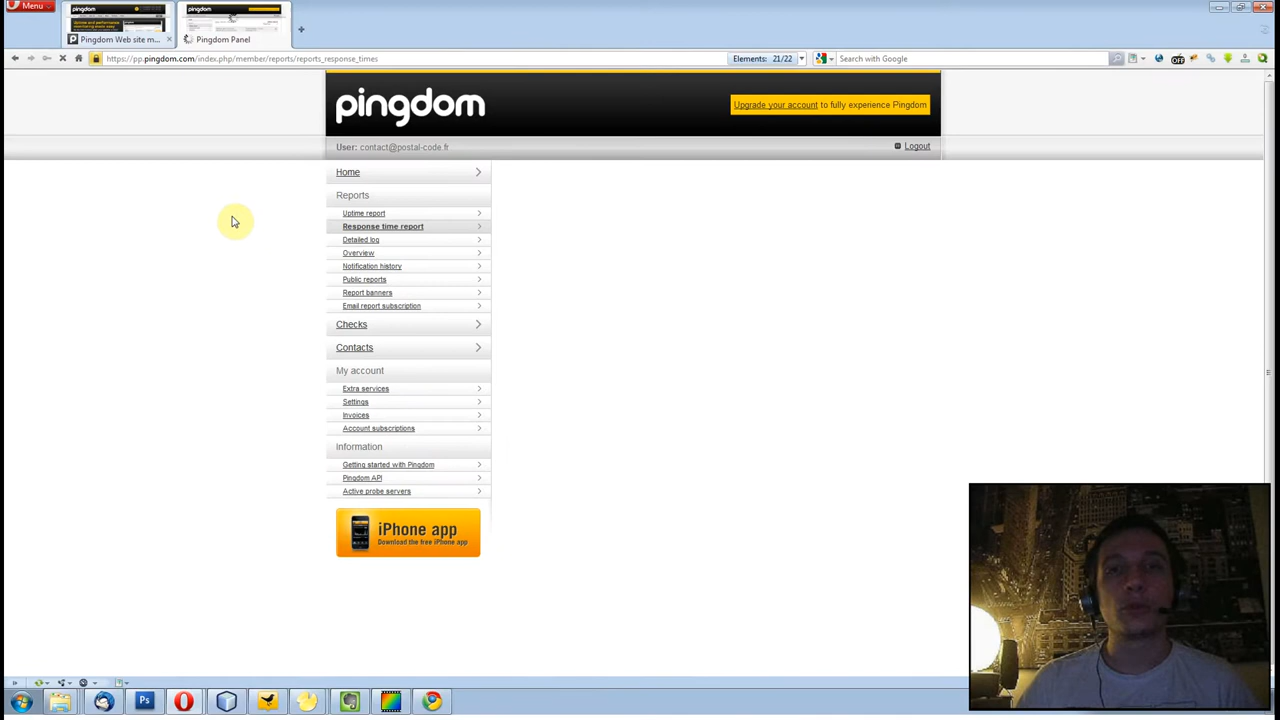 Menu
Pingdom Web site m...
Pingdom Panel
https://pp.pingdom.com/index.php/member/reports/reports_response_times
Elements: 21/22
Search with Google
pingdom
Upgrade your account to fully experience Pingdom
User: contact@postal-code.fr
Logout
Home
Reports
Uptime report
Response time report
Detailed log
Overview
Notification history
Public reports
Report banners
Email report subscription
Checks
Contacts
My account
Extra services
Settings
Invoices
Account subscriptions
Information
Getting started with Pingdom
Pingdom API
Active probe servers
iPhone app
Download the free iPhone app
Ps